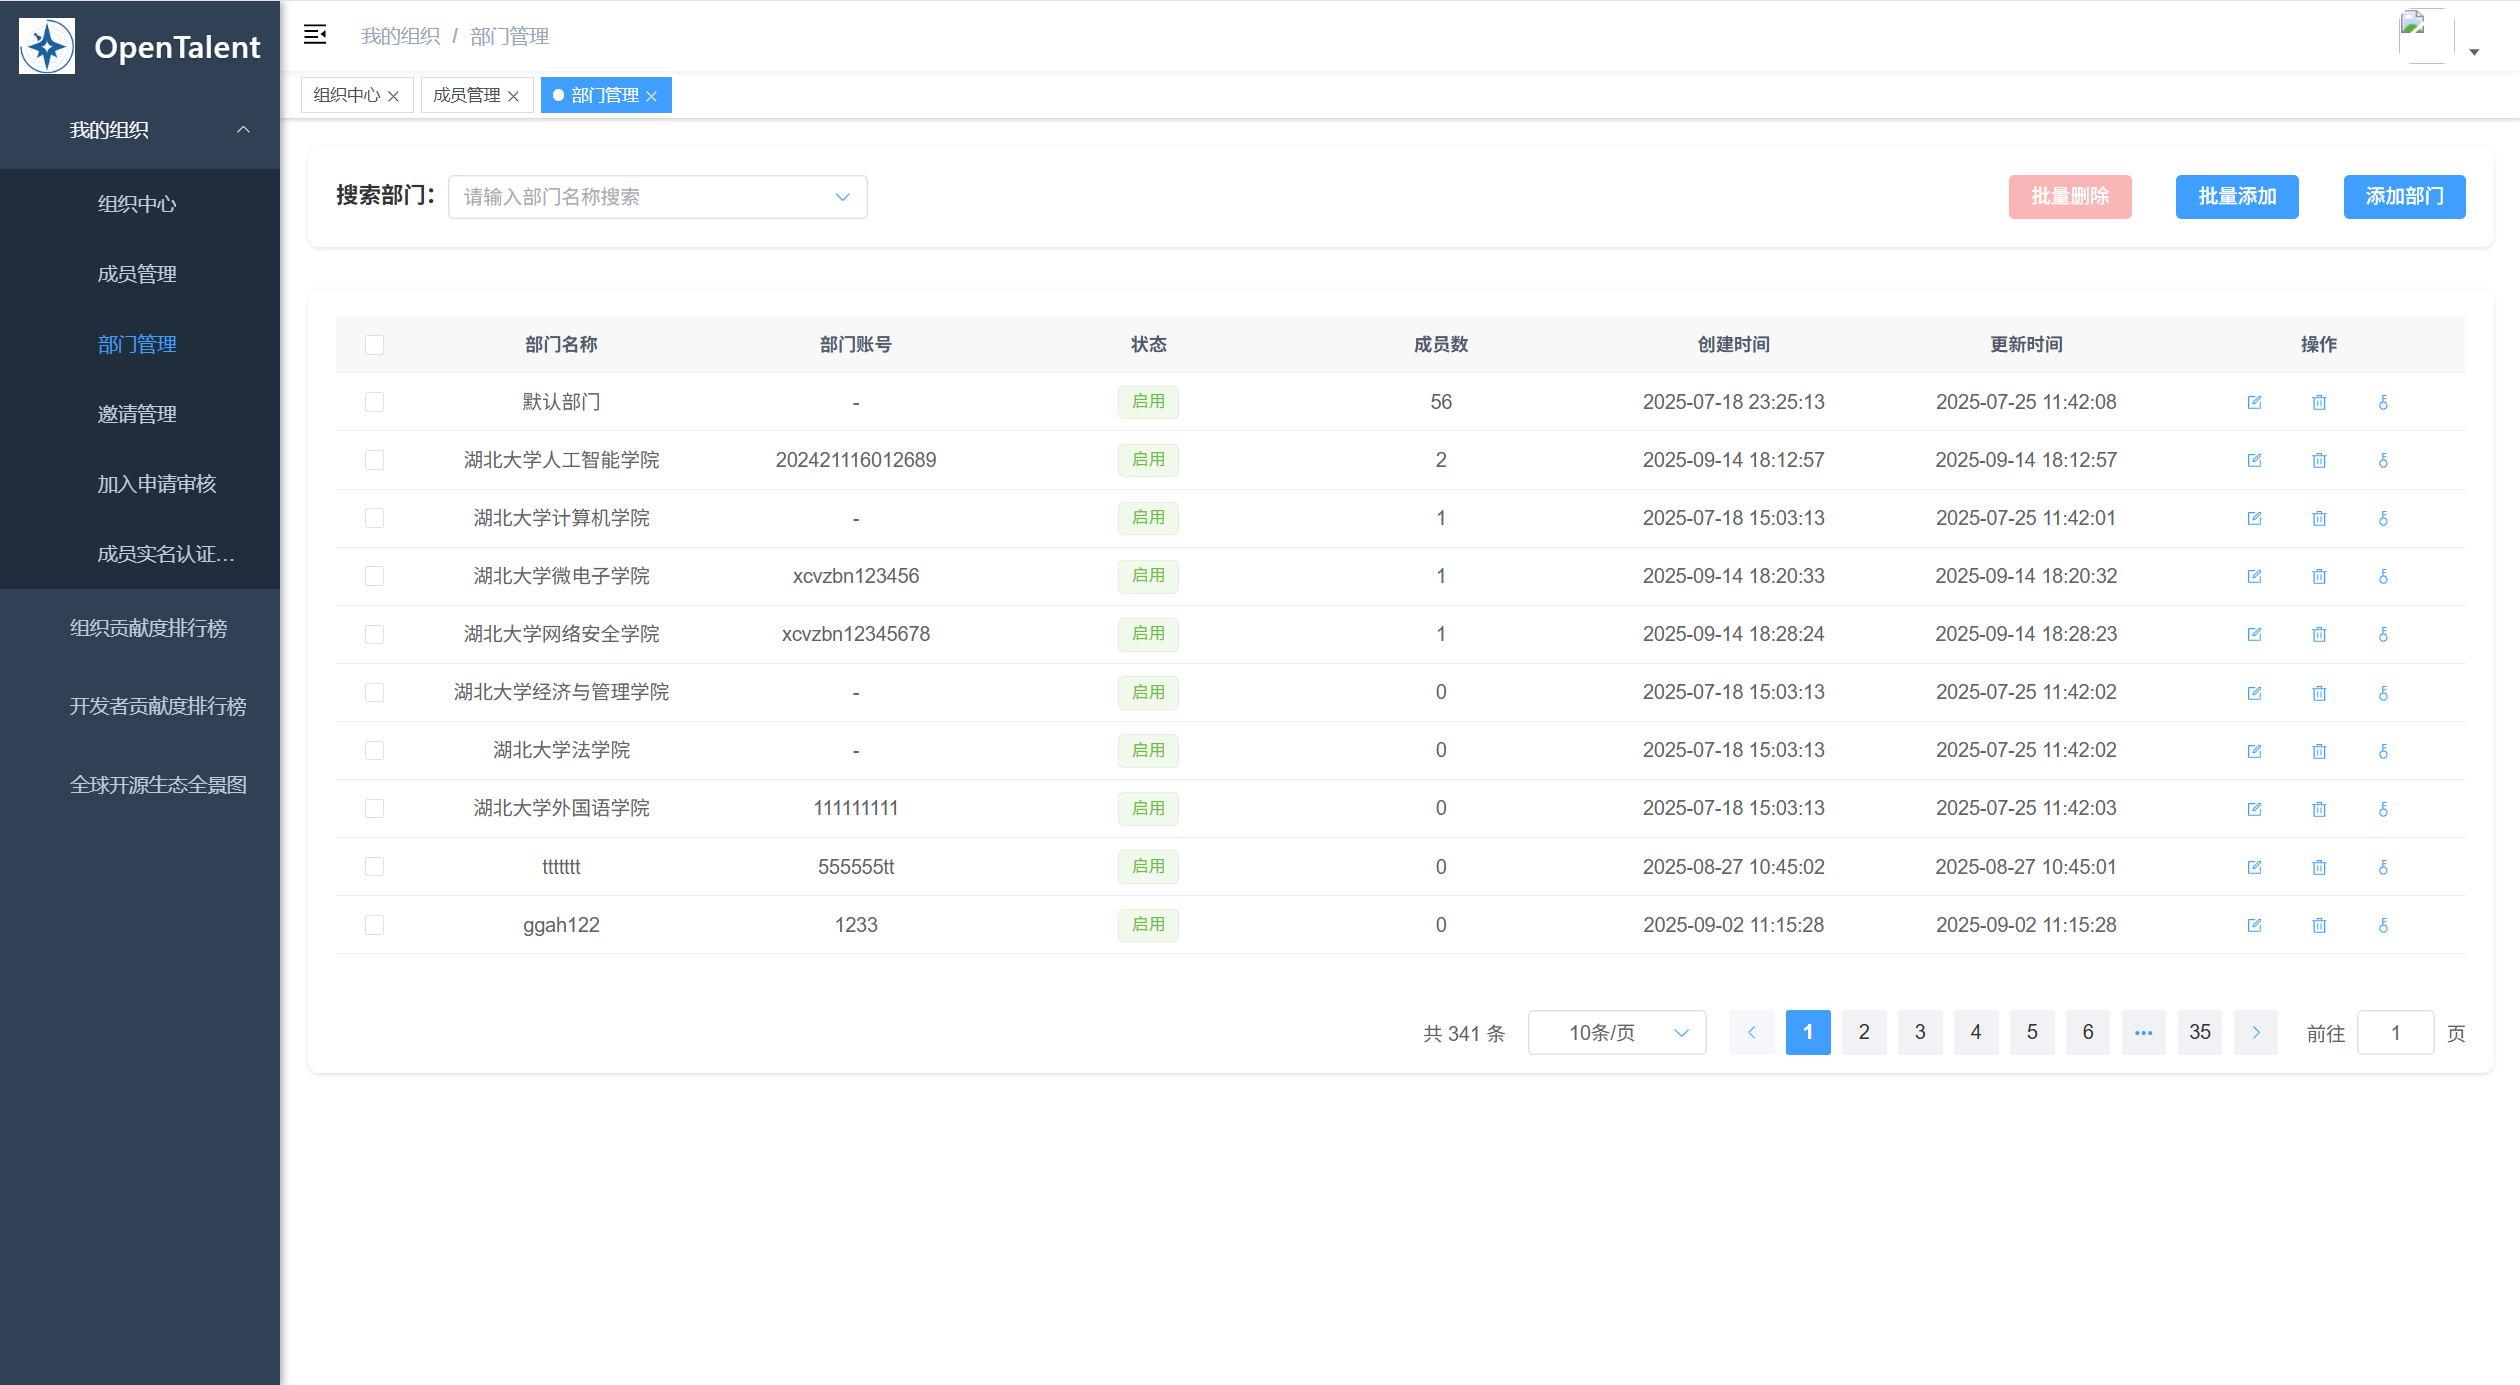 OpenTalent
我的组织
组织中心
成员管理
部门管理
邀请管理
加入申请审核
成员实名认证...
组织贡献度排行榜
开发者贡献度排行榜
全球开源生态全景图
我的组织 / 部门管理
组织中心 成员管理 部门管理
搜索部门： 请输入部门名称搜索 批量删除 批量添加 添加部门
部门名称 部门账号 状态 成员数 创建时间 更新时间 操作
默认部门 - 启用 56 2025-07-18 23:25:13 2025-07-25 11:42:08
湖北大学人工智能学院 202421116012689 启用 2 2025-09-14 18:12:57 2025-09-14 18:12:57
湖北大学计算机学院 - 启用 1 2025-07-18 15:03:13 2025-07-25 11:42:01
湖北大学微电子学院 xcvzbn123456 启用 1 2025-09-14 18:20:33 2025-09-14 18:20:32
湖北大学网络安全学院 xcvzbn12345678 启用 1 2025-09-14 18:28:24 2025-09-14 18:28:23
湖北大学经济与管理学院 - 启用 0 2025-07-18 15:03:13 2025-07-25 11:42:02
湖北大学法学院 - 启用 0 2025-07-18 15:03:13 2025-07-25 11:42:02
湖北大学外国语学院 111111111 启用 0 2025-07-18 15:03:13 2025-07-25 11:42:03
ttttttt 555555tt 启用 0 2025-08-27 10:45:02 2025-08-27 10:45:01
ggah122 1233 启用 0 2025-09-02 11:15:28 2025-09-02 11:15:28
共 341 条 10条/页 1 2 3 4 5 6 ... 35 前往 1 页